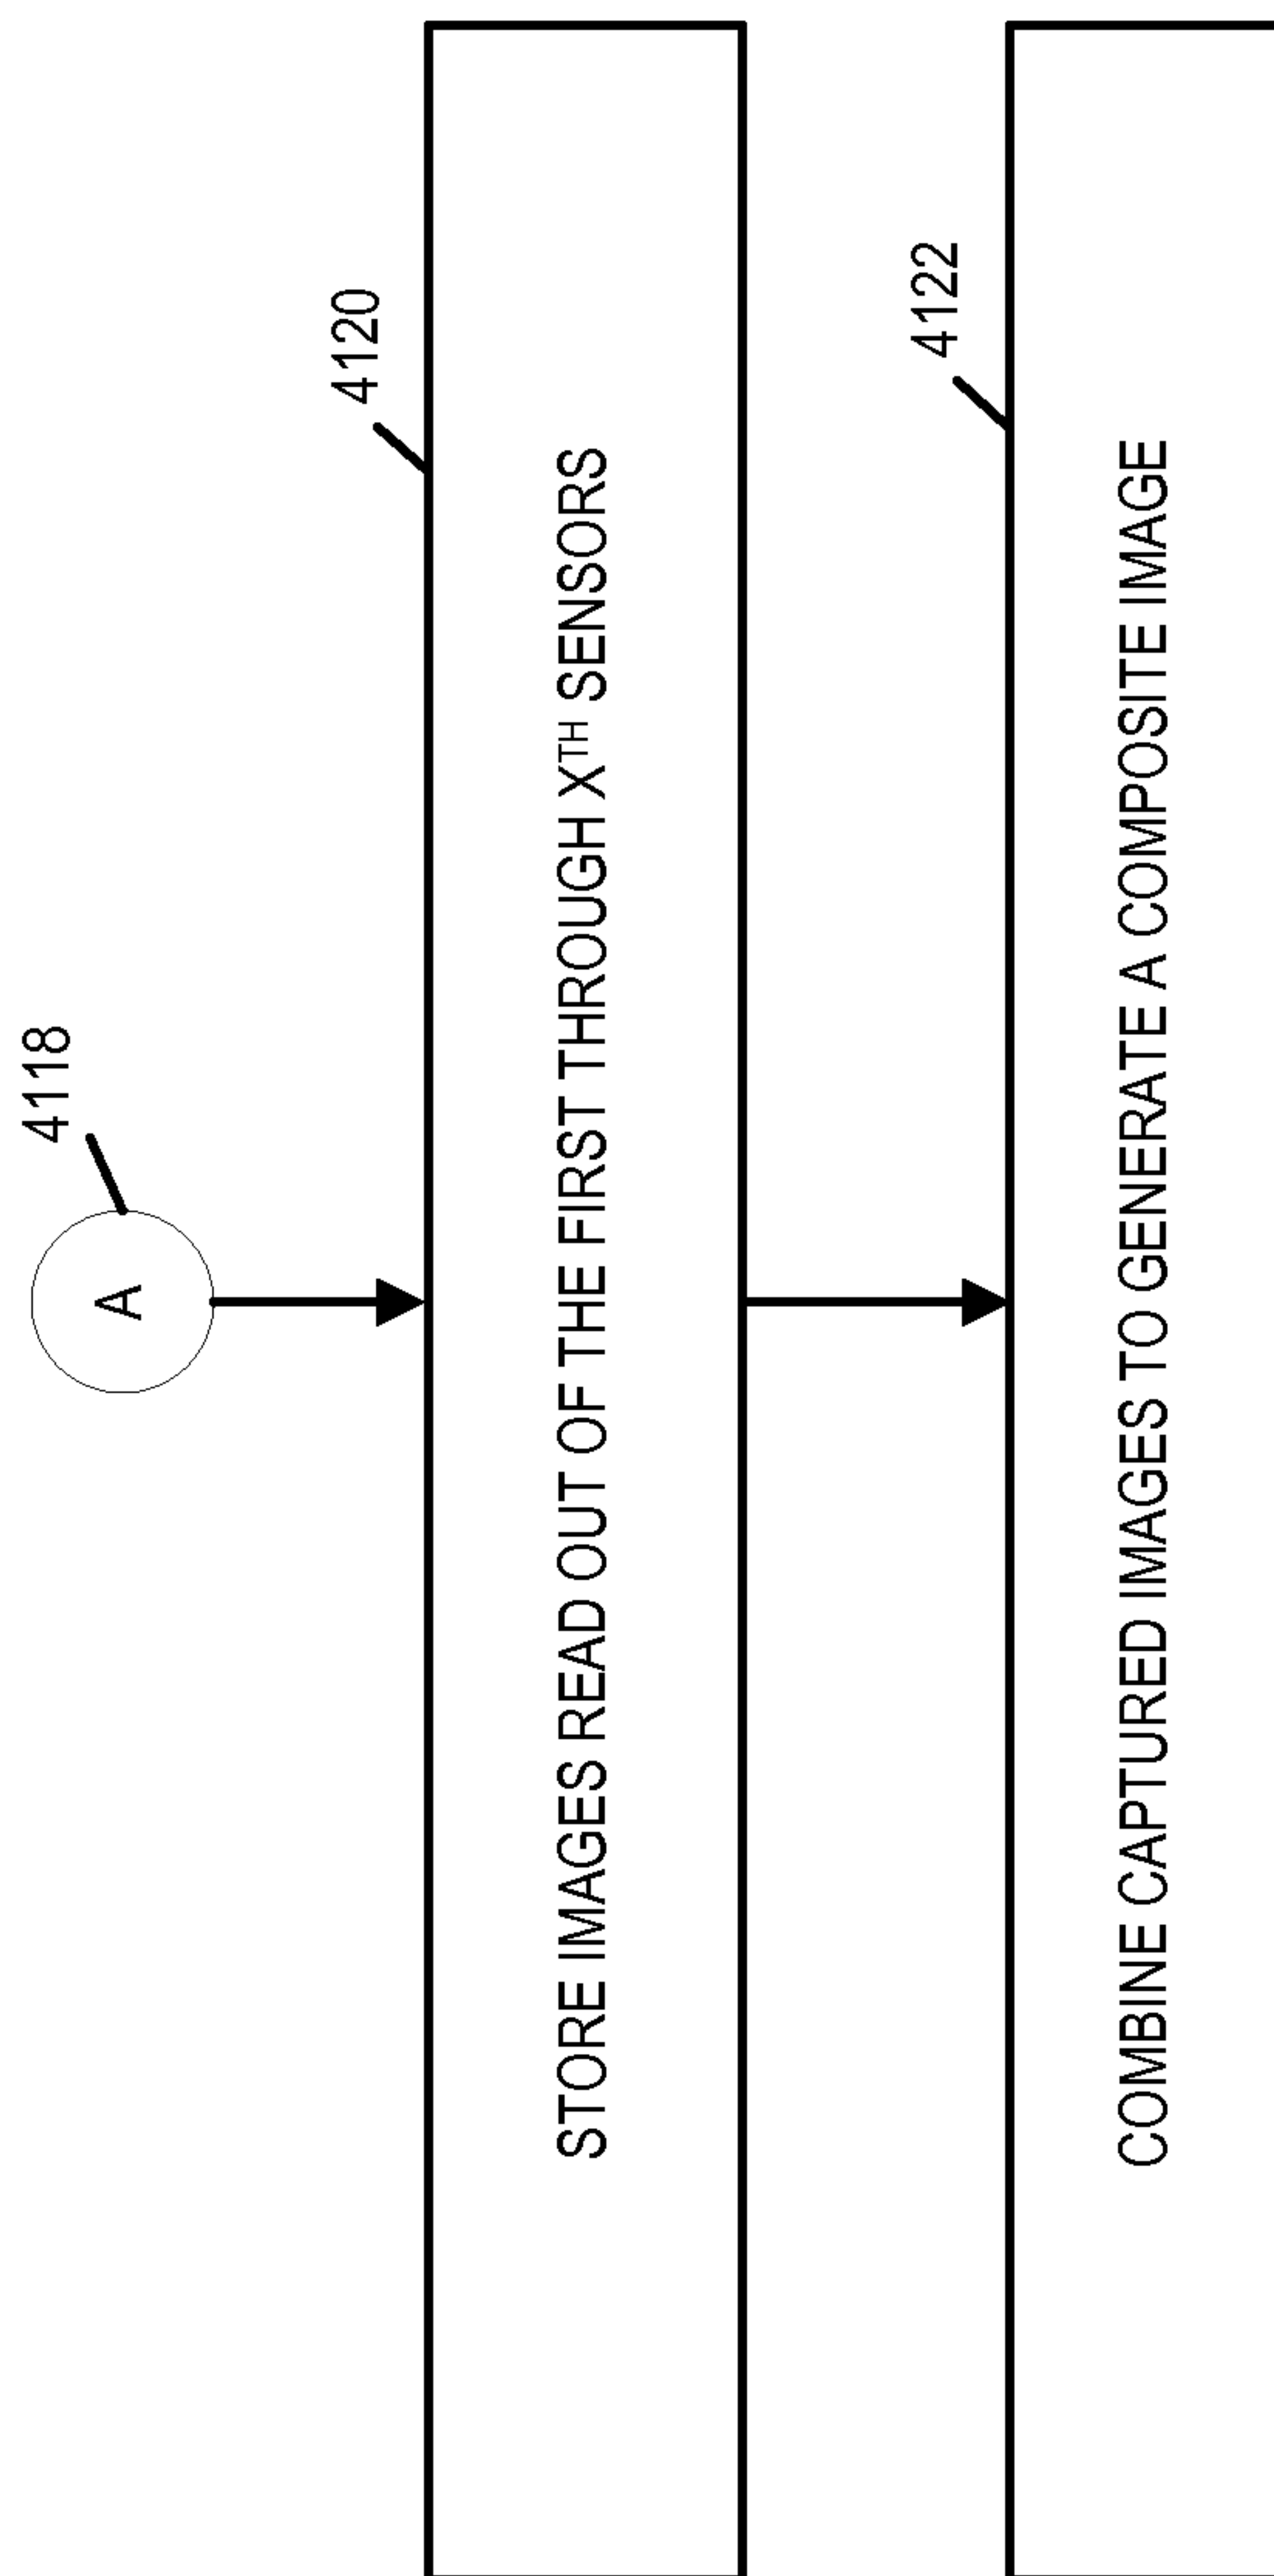 4118
A
4120
STORE IMAGES READ OUT OF THE FIRST THROUGH XTH SENSORS
4122
COMBINE CAPTURED IMAGES TO GENERATE A COMPOSITE IMAGE